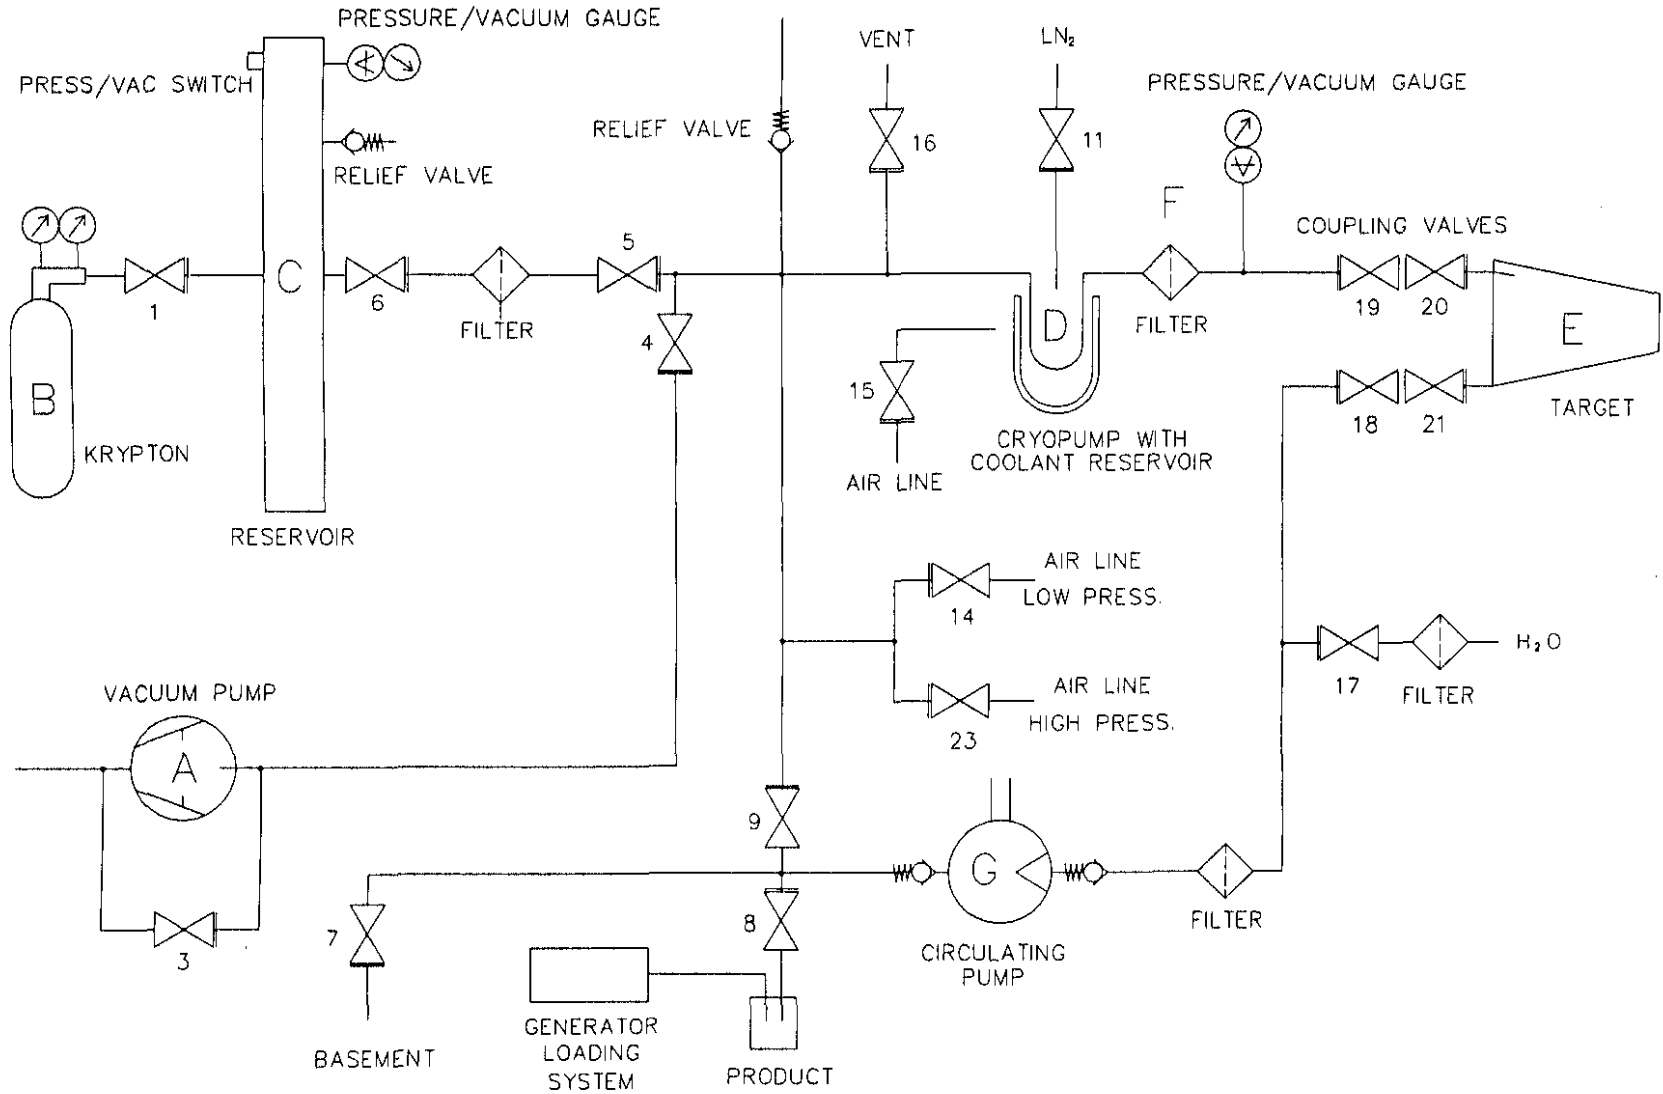 PRESSURE/VACUUM GAUGE
VENT
LN₂
PRESS/VAC SWITCH
PRESSURE/VACUUM GAUGE
RELIEF VALVE
16
11
RELIEF VALVE
F
COUPLING VALVES
5
C
1
6
FILTER
4
D
FILTER
19
20
E
B
15
KRYPTON
CRYOPUMP WITH
COOLANT RESERVOIR
18
21
TARGET
AIR LINE
RESERVOIR
AIR LINE
LOW PRESS.
14
H₂O
17
FILTER
VACUUM PUMP
AIR LINE
HIGH PRESS.
23
A
9
G
FILTER
7
8
3
CIRCULATING
PUMP
GENERATOR
LOADING
SYSTEM
BASEMENT
PRODUCT